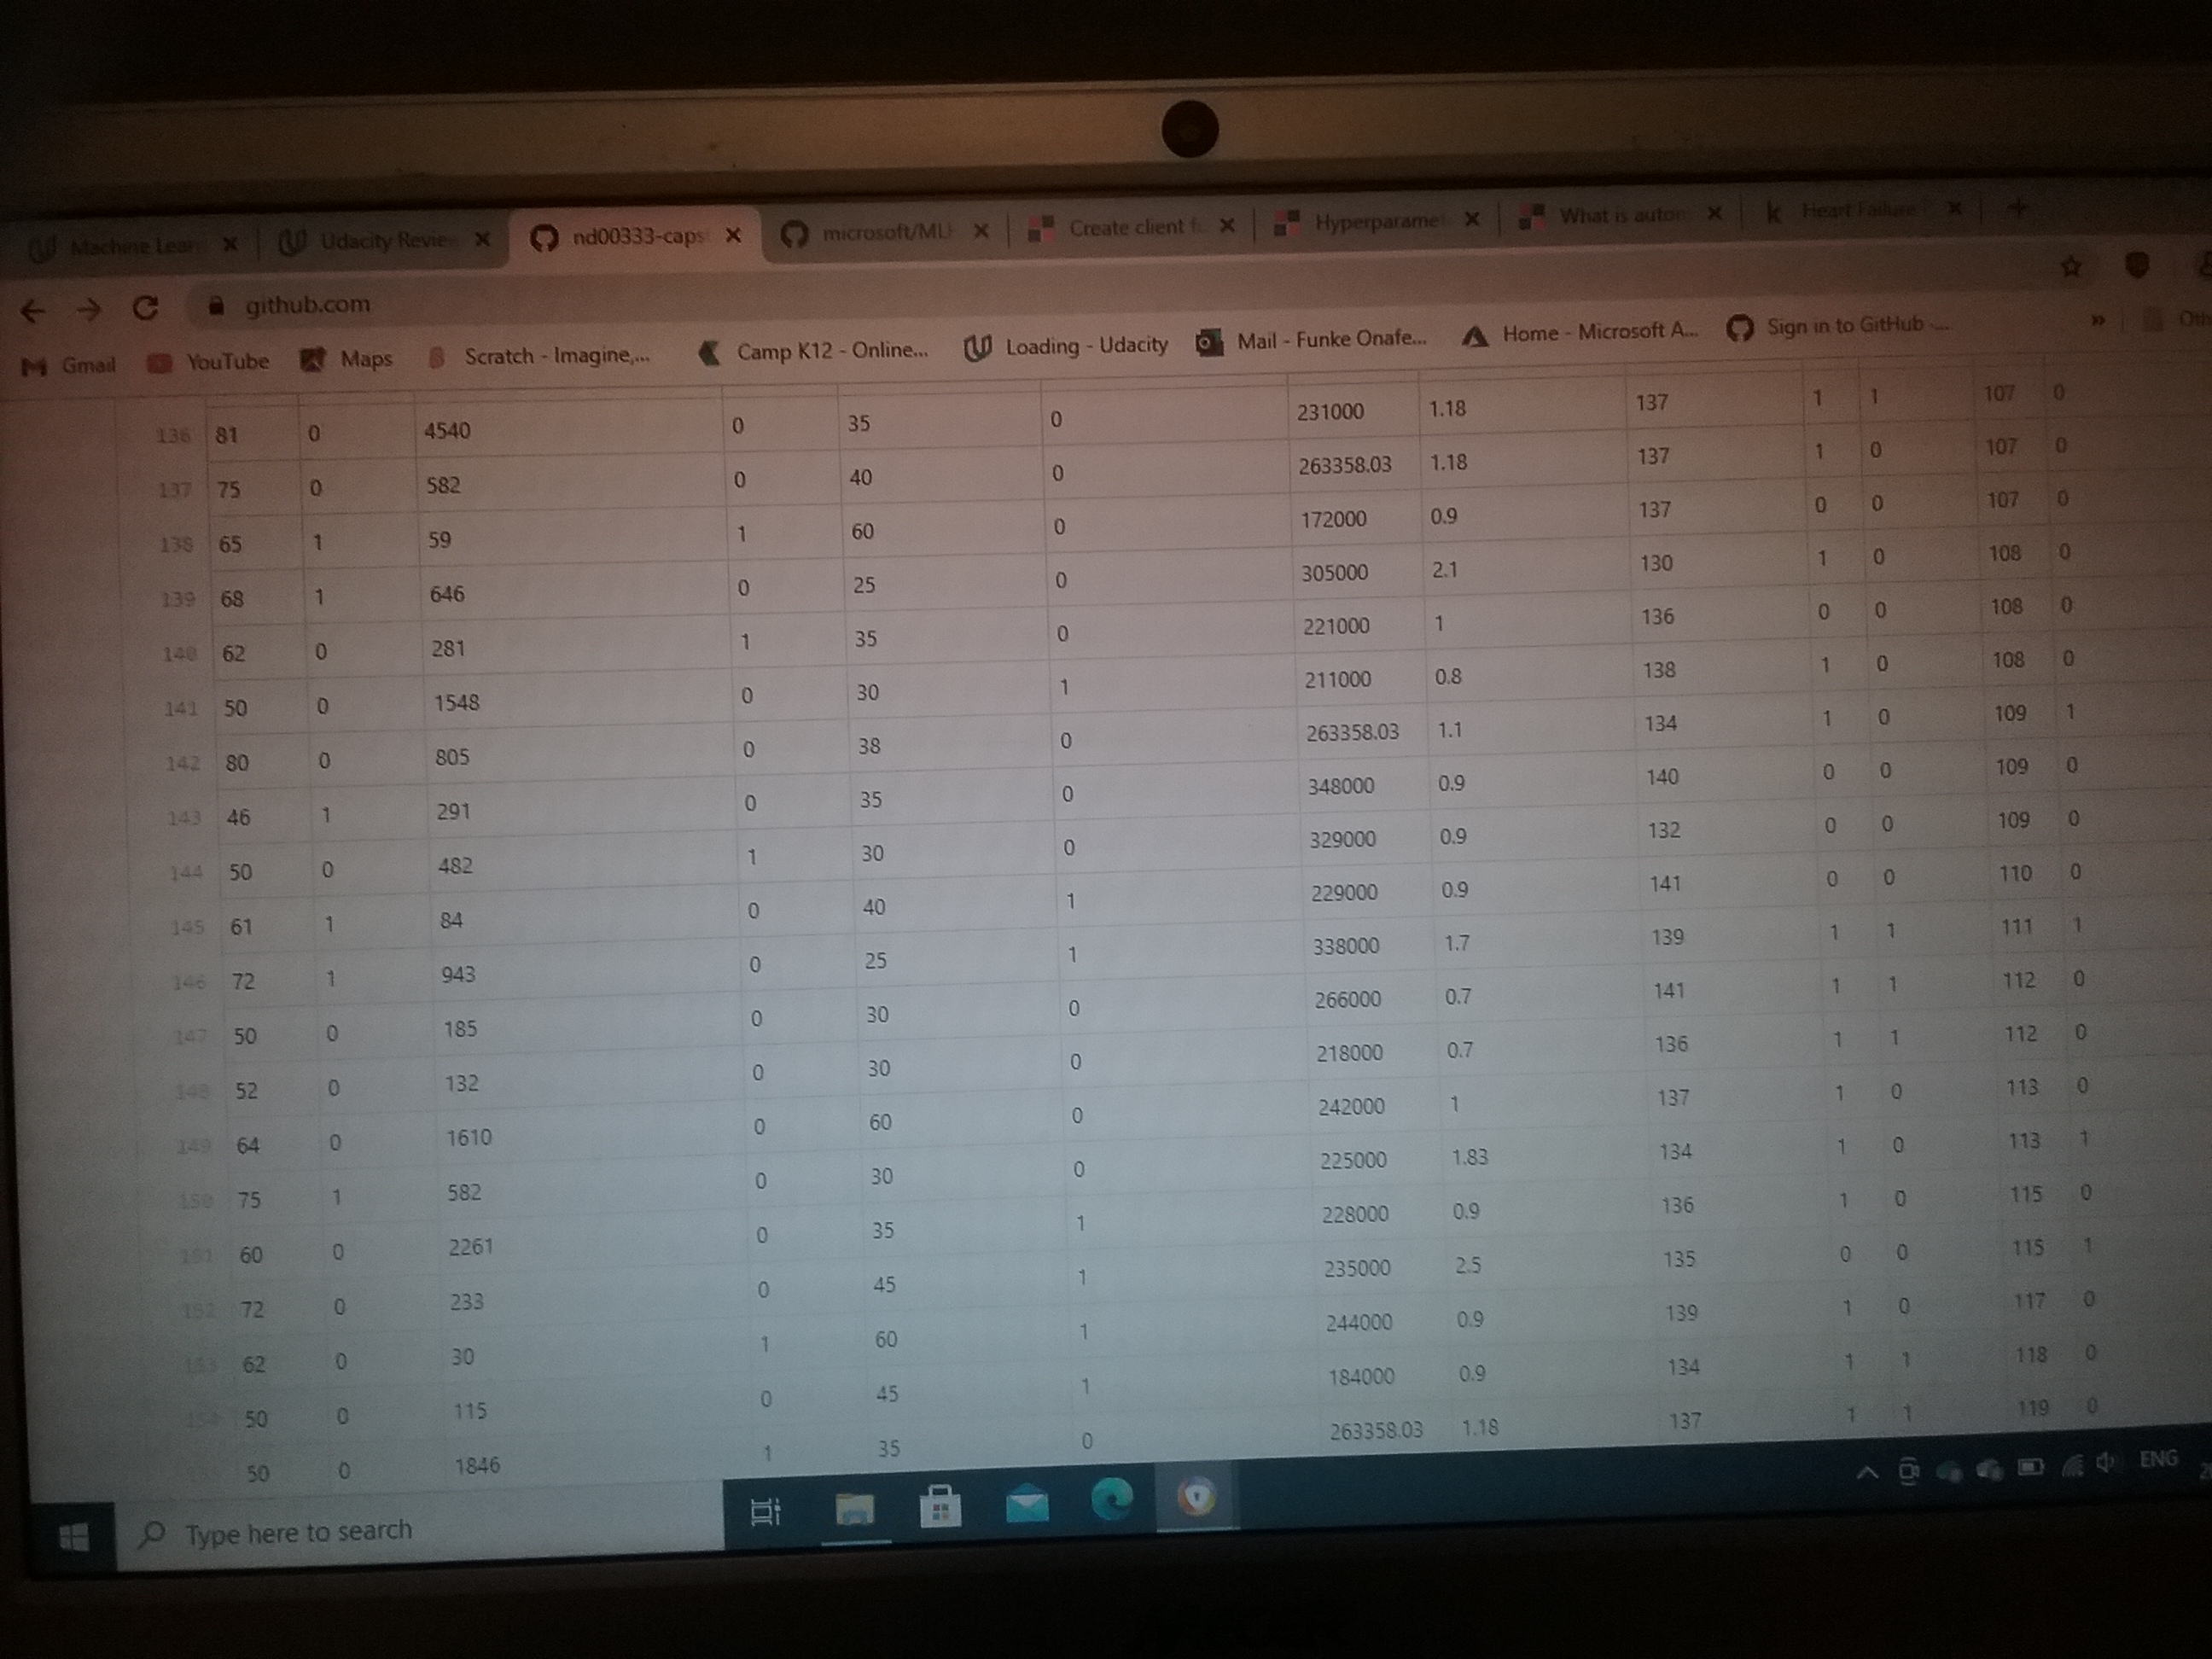 Machine Lear
Udacity Review
nd00333-caps
microsoft/ML
Create client f
Hyperparame
What is auto
Heart Failure
github.com
Gmail YouTube Maps Scratch - Imagine,... Camp K12 - Online... Loading - Udacity Mail - Funke Onafe... Home - Microsoft A... Sign in to GitHub -... » Oth
136 81 0 4540 0 35 0 231000 1.18 137 1 1 107 0
137 75 0 582 0 40 0 263358.03 1.18 137 1 0 107 0
138 65 1 59 1 60 0 172000 0.9 137 0 0 107 0
139 68 1 646 0 25 0 305000 2.1 130 1 0 108 0
140 62 0 281 1 35 0 221000 1 136 0 0 108 0
141 50 0 1548 0 30 1 211000 0.8 138 1 0 108 0
142 80 0 805 0 38 0 263358.03 1.1 134 1 0 109 1
143 46 1 291 0 35 0 348000 0.9 140 0 0 109 0
144 50 0 482 1 30 0 329000 0.9 132 0 0 109 0
145 61 1 84 0 40 1 229000 0.9 141 0 0 110 0
146 72 1 943 0 25 1 338000 1.7 139 1 1 111 1
147 50 0 185 0 30 0 266000 0.7 141 1 1 112 0
148 52 0 132 0 30 0 218000 0.7 136 1 1 112 0
149 64 0 1610 0 60 0 242000 1 137 1 0 113 0
150 75 1 582 0 30 0 225000 1.83 134 1 0 113 1
151 60 0 2261 0 35 1 228000 0.9 136 1 0 115 0
152 72 0 233 0 45 1 235000 2.5 135 0 0 115 1
153 62 0 30 1 60 1 244000 0.9 139 1 0 117 0
154 50 0 115 0 45 1 184000 0.9 134 1 1 118 0
50 0 1846 1 35 0 263358.03 1.18 137 1 1 119 0
Type here to search
ENG